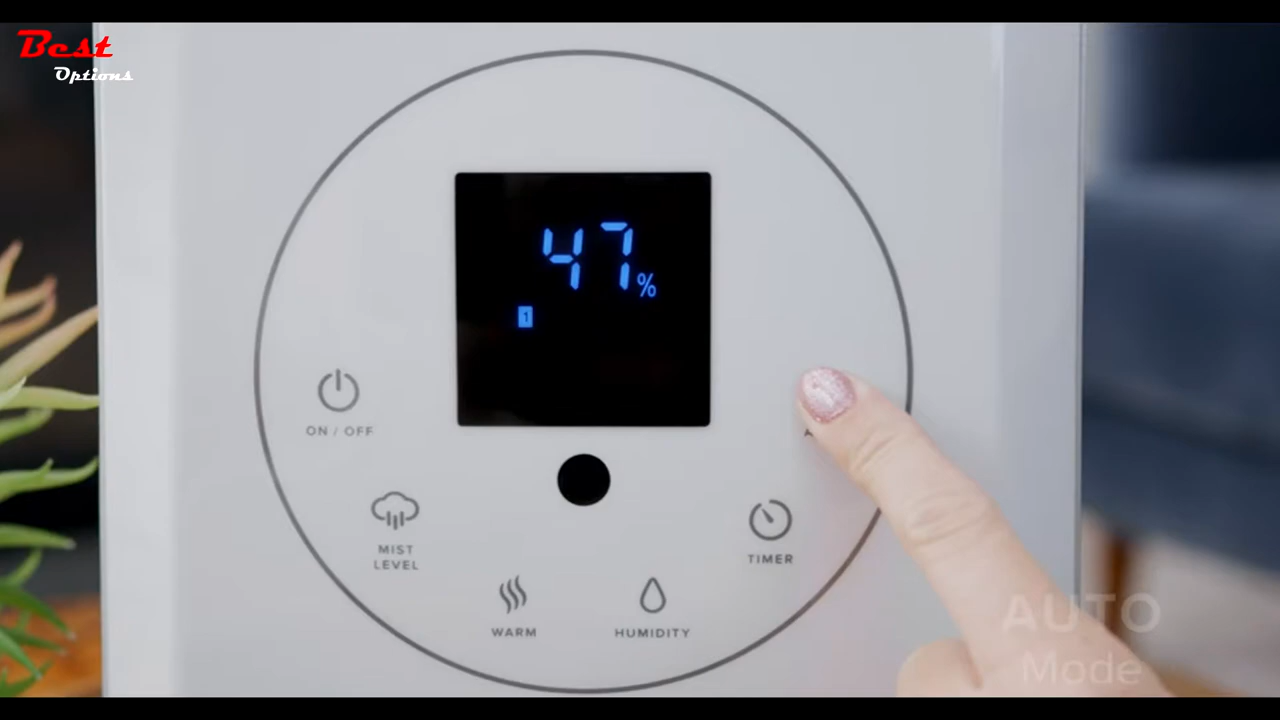 Best
Options
47%
1
ON / OFF
MIST
LEVEL
TIMER
WARM
HUMIDITY
AUTO
Mode